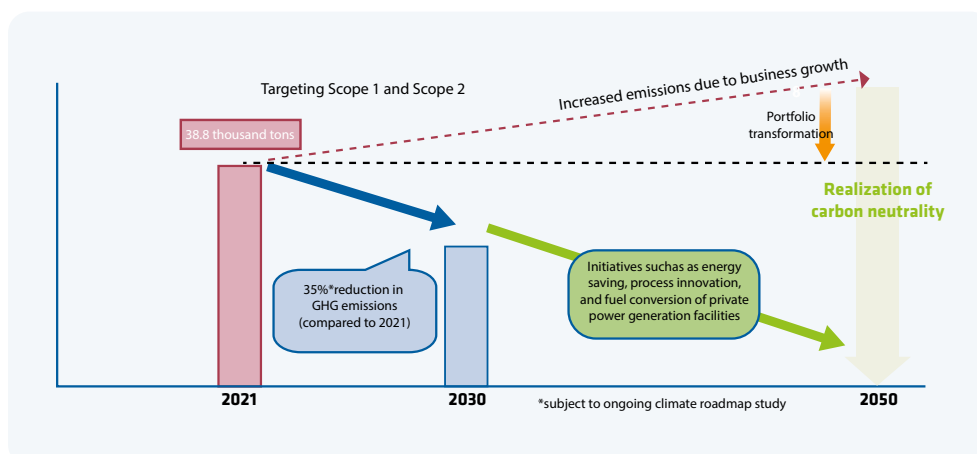 Targeting Scope 1 and Scope 2
Increased emissions due to business growth
38.8 thousand tons
Portfolio
transformation
Realization of
carbon neutrality
35%*reduction in
GHG emissions
(compared to 2021)
Initiatives suchas as energy
saving, process innovation,
and fuel conversion of private
power generation facilities
2021
2030
*subject to ongoing climate roadmap study
2050